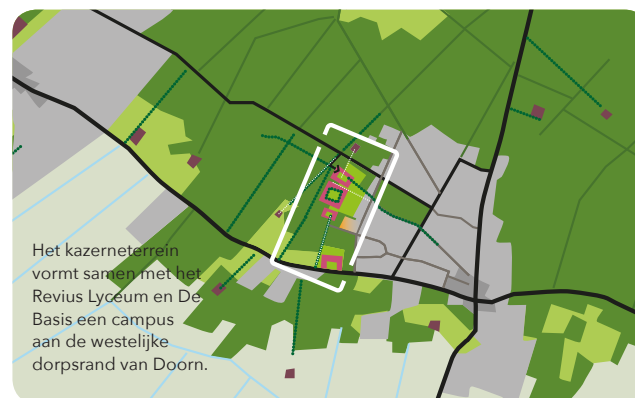 Het kazerneterrein
vormt samen met het
Revius Lyceum en De
Basis een campus
aan de westelijke
dorpsrand van Doorn.